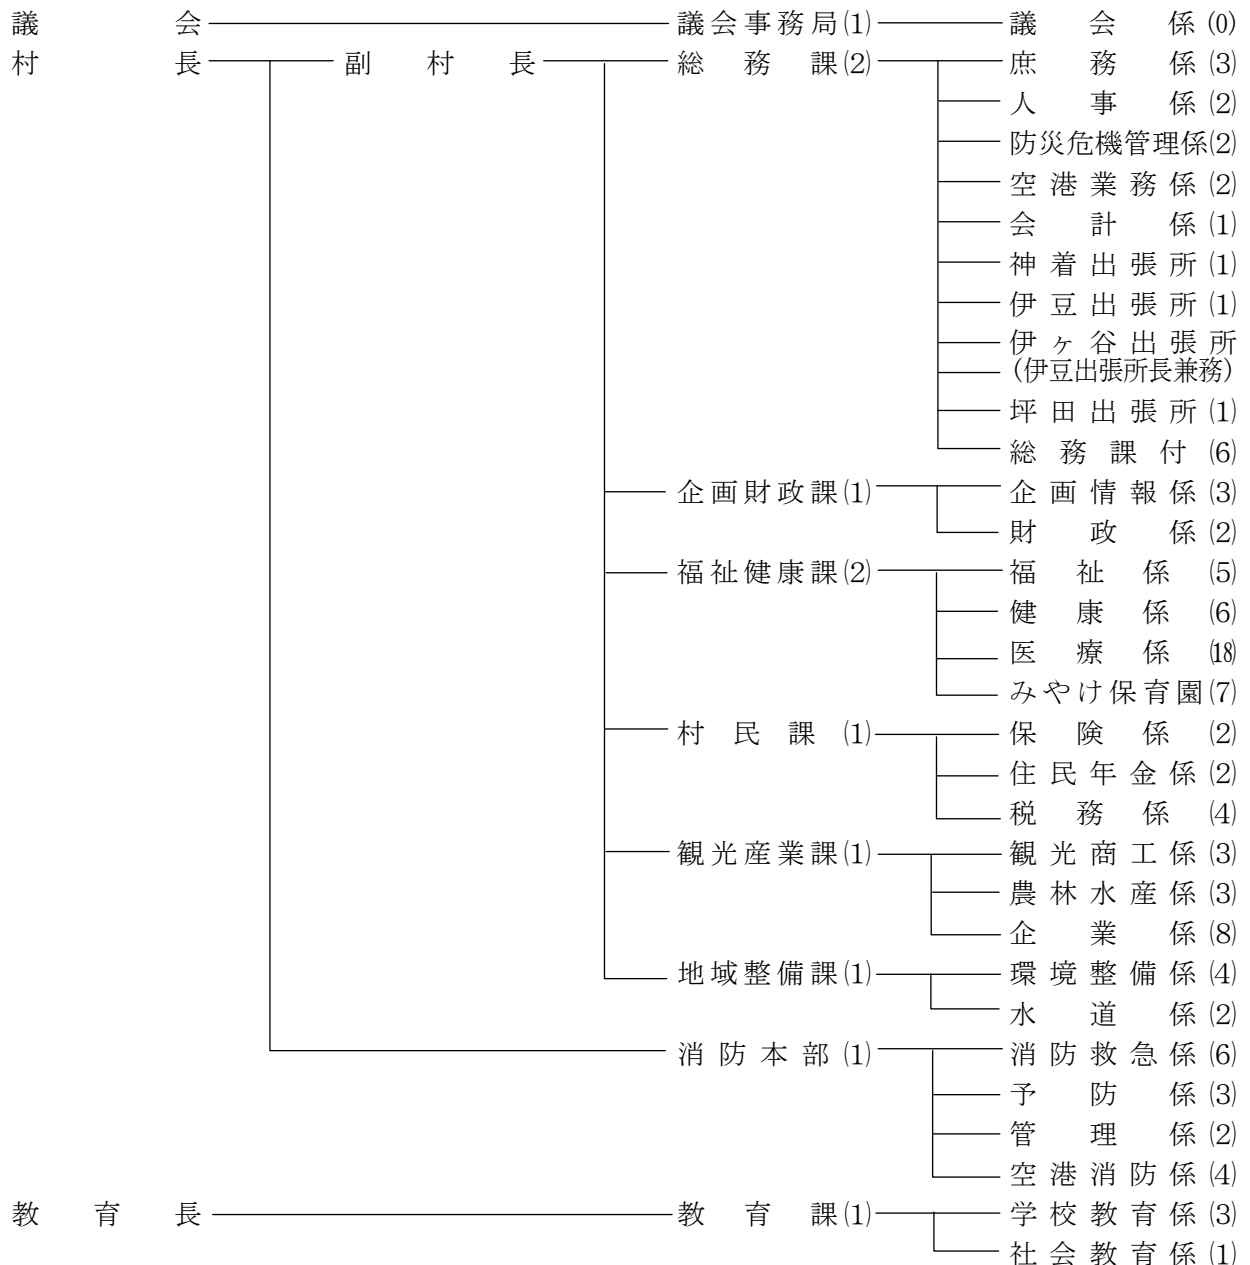 議会 議会事務局(1) 議会係(0)
村長 副村長 総務課(2) 庶務係(3)
人事係(2)
防災危機管理係(2)
空港業務係(2)
会計係(1)
神着出張所(1)
伊豆出張所(1)
伊ヶ谷出張所
(伊豆出張所長兼務)
坪田出張所(1)
総務課付(6)
企画財政課(1) 企画情報係(3)
財政係(2)
福祉健康課(2) 福祉係(5)
健康係(6)
医療係(18)
みやけ保育園(7)
村民課(1) 保険係(2)
住民年金係(2)
税務係(4)
観光産業課(1) 観光商工係(3)
農林水産係(3)
企業係(8)
地域整備課(1) 環境整備係(4)
水道係(2)
消防本部(1) 消防救急係(6)
予防係(3)
管理係(2)
空港消防係(4)
教育長 教育課(1) 学校教育係(3)
社会教育係(1)